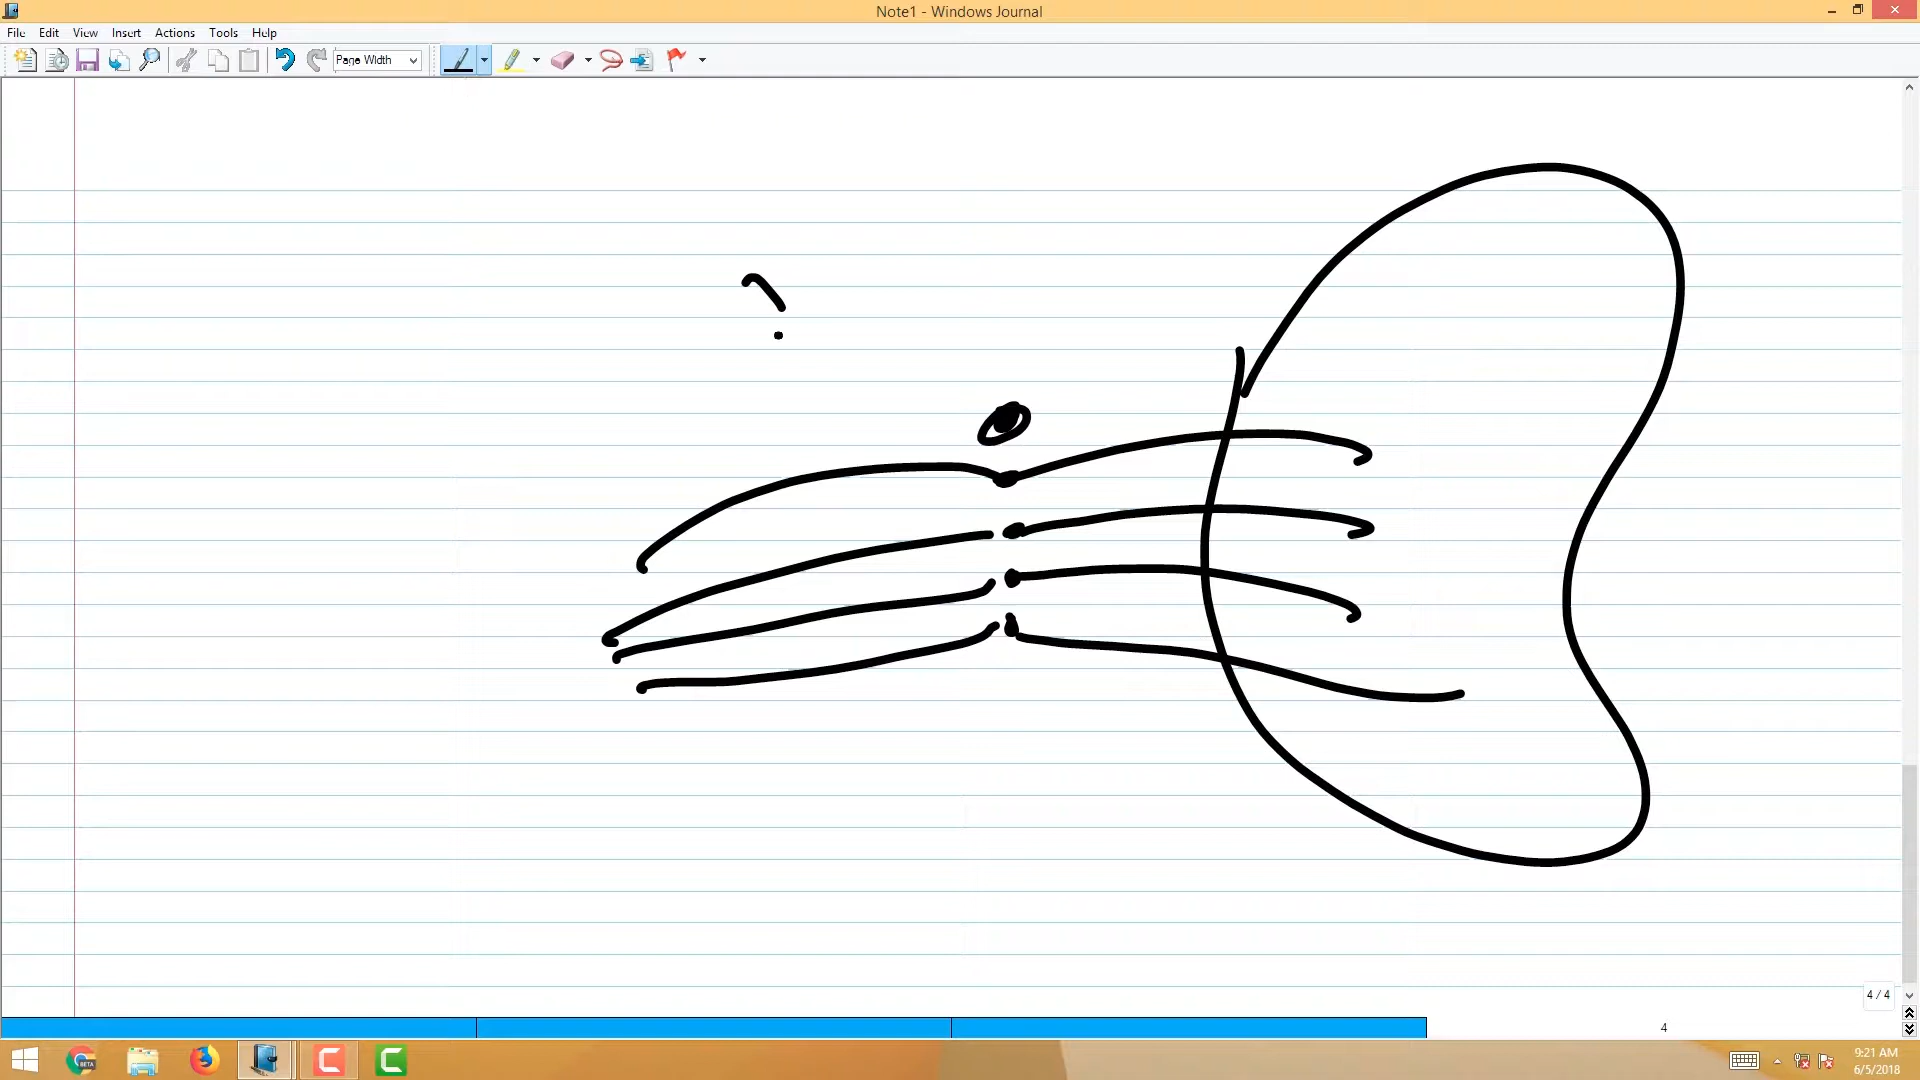 Note1 - Windows Journal
File Edit View Insert Actions Tools Help
Page Width
4 / 4
4
BETA
9:21 AM
6/5/2018